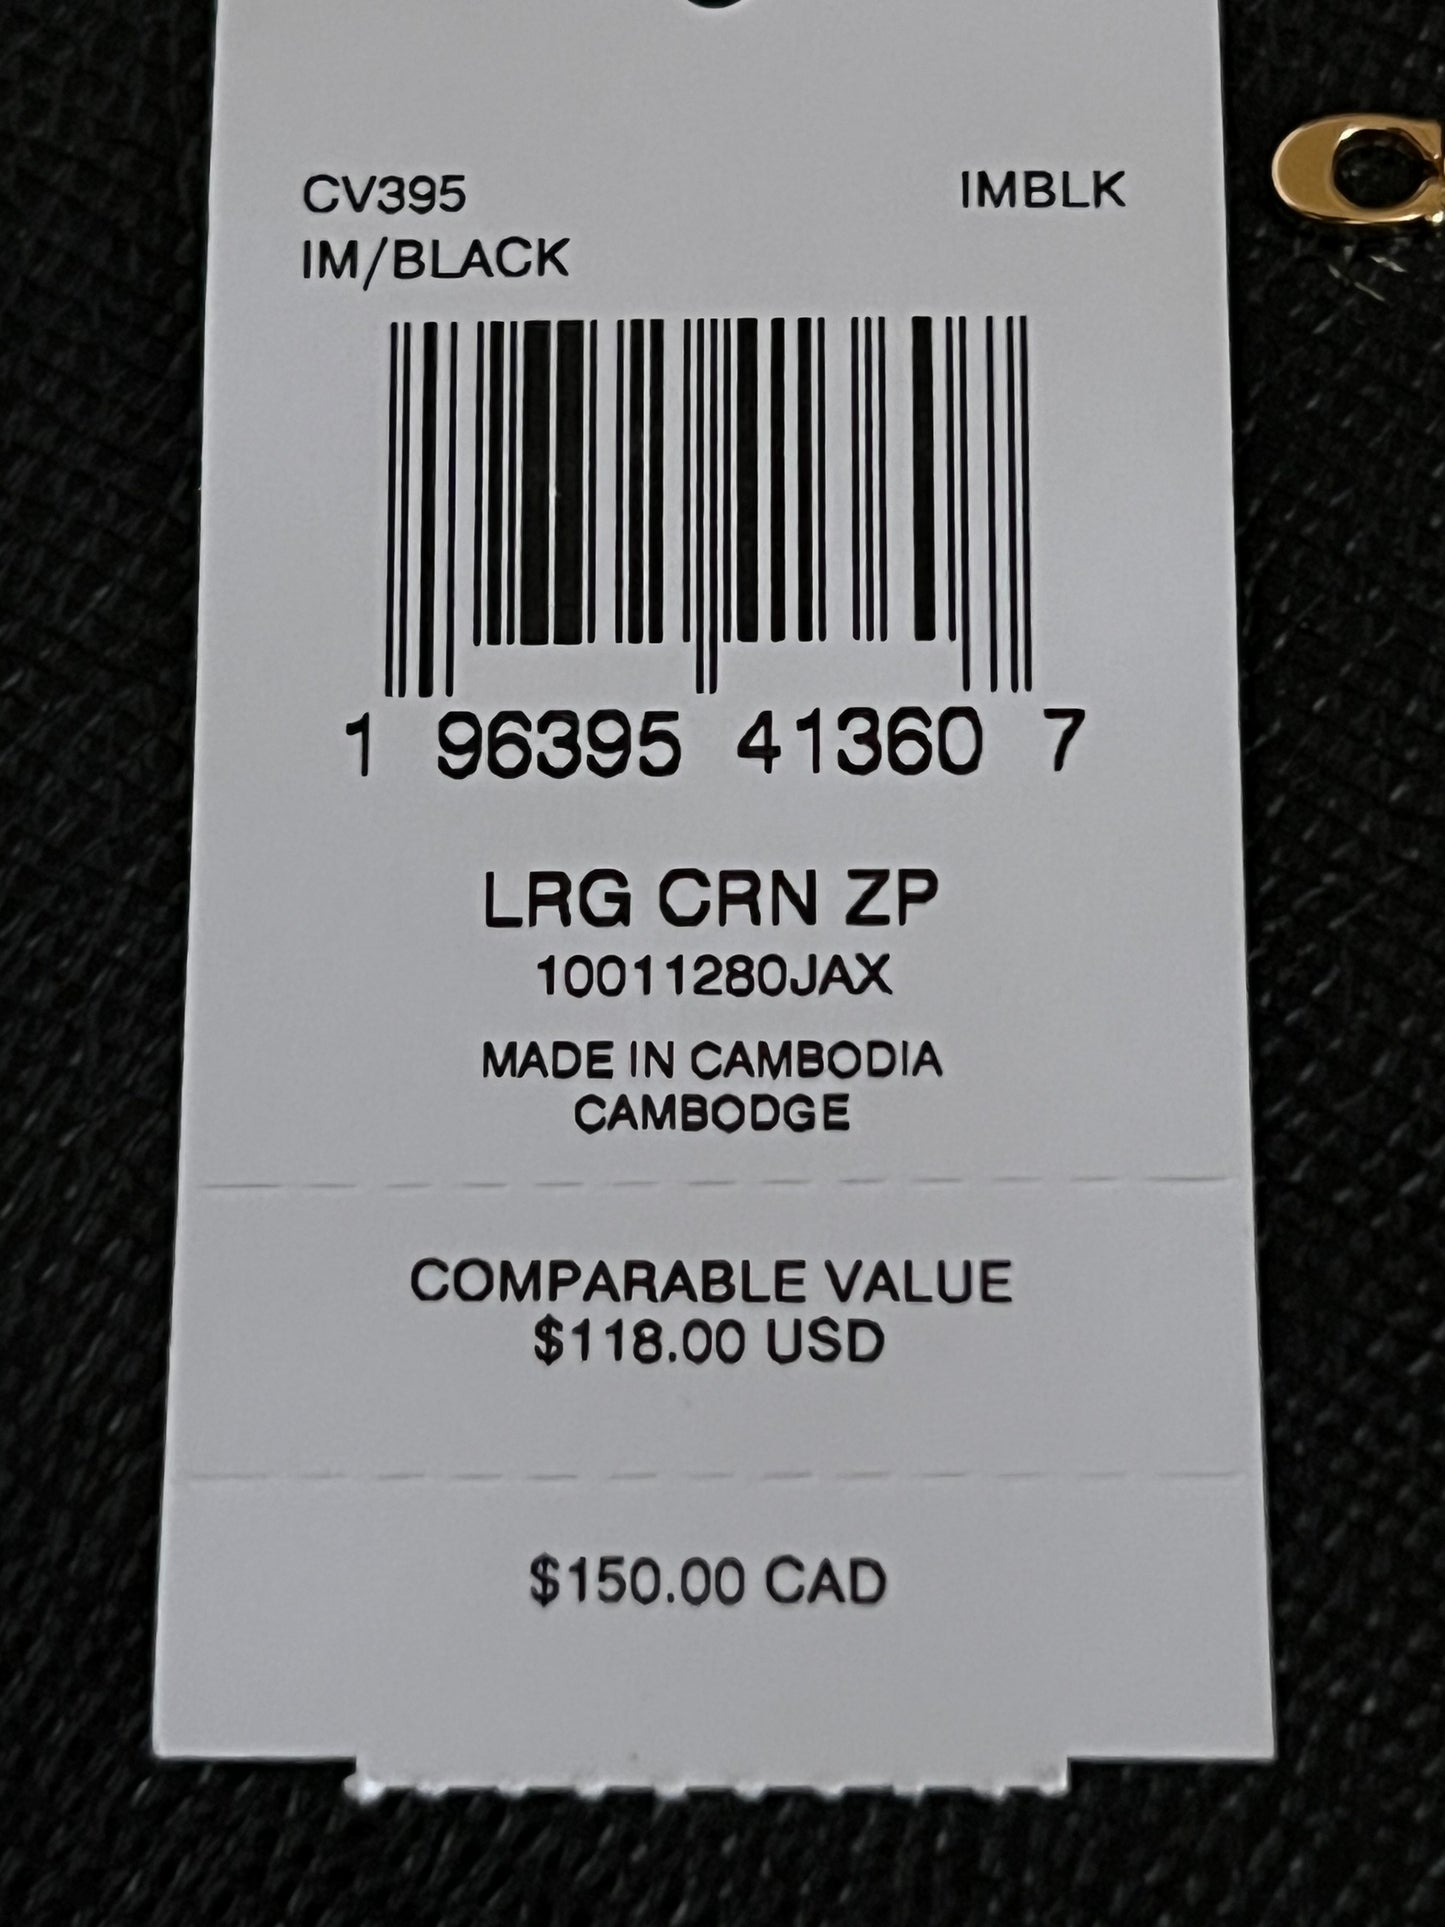 CV395 IMBLK
IM/BLACK
1 96395 41360 7
LRG CRN ZP
10011280JAX
MADE IN CAMBODIA
CAMBODGE
COMPARABLE VALUE
$118.00 USD
$150.00 CAD